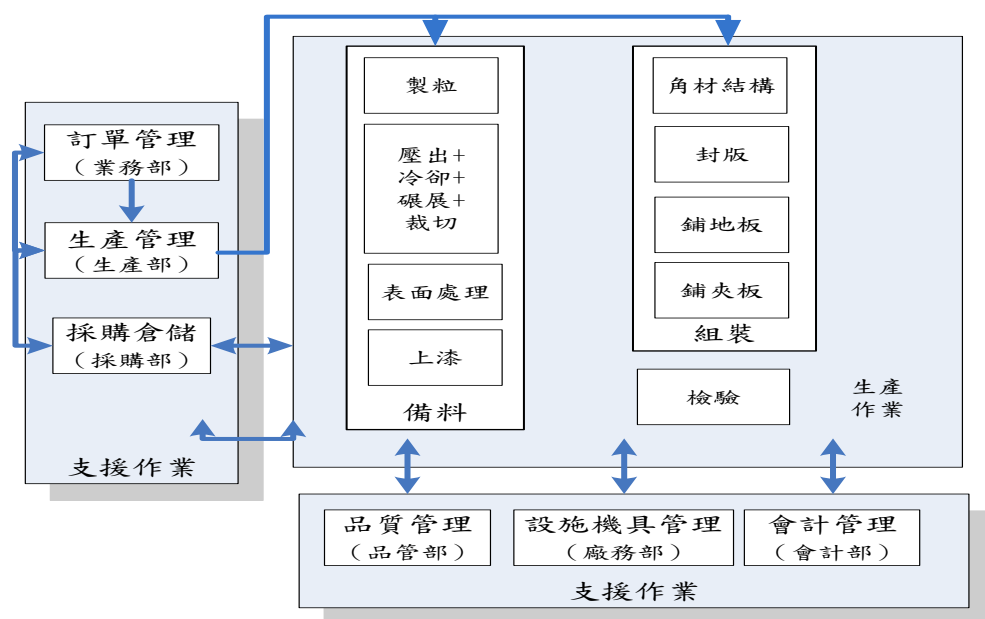 訂單管理
（業務部）
生產管理
（生產部）
採購倉儲
（採購部）
支援作業
製粒
壓出+
冷卻+
碾展+
裁切
表面處理
上漆
備料
角材結構
封版
鋪地板
鋪夾板
組裝
檢驗
生產
作業
品質管理
（品管部）
設施機具管理
（廠務部）
會計管理
（會計部）
支援作業